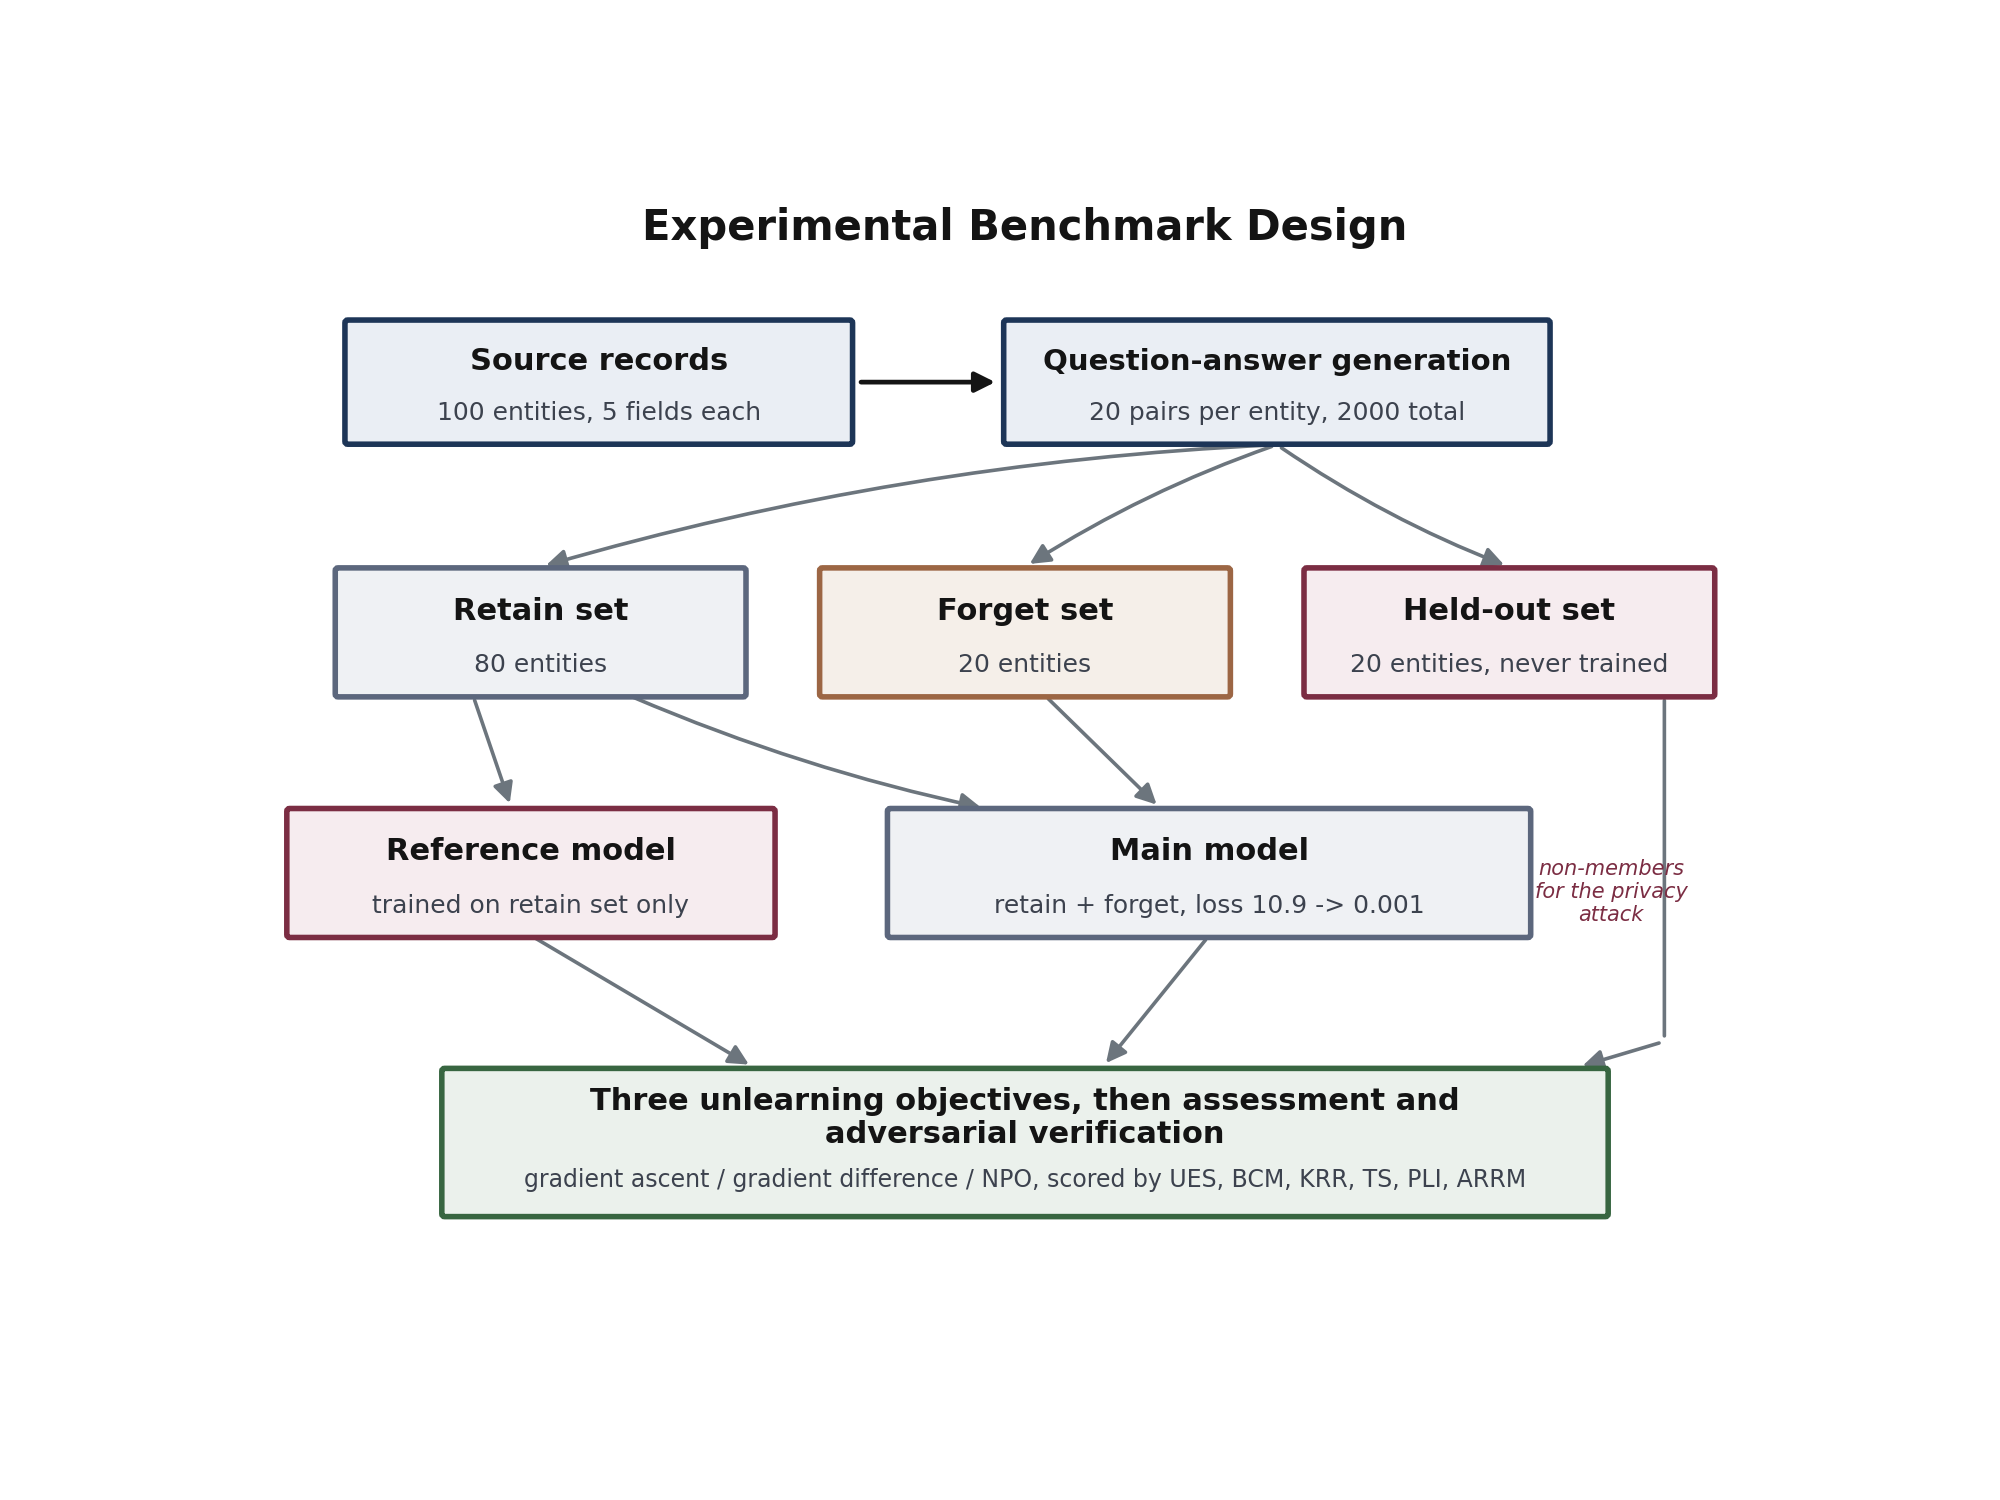 Experimental Benchmark Design
Source records
100 entities, 5 fields each
Question-answer generation
20 pairs per entity, 2000 total
Retain set
80 entities
Forget set
20 entities
Held-out set
20 entities, never trained
Reference model
trained on retain set only
Main model
retain + forget, loss 10.9 -> 0.001
non-members
for the privacy
attack
Three unlearning objectives, then assessment and
adversarial verification
gradient ascent / gradient difference / NPO, scored by UES, BCM, KRR, TS, PLI, ARRM